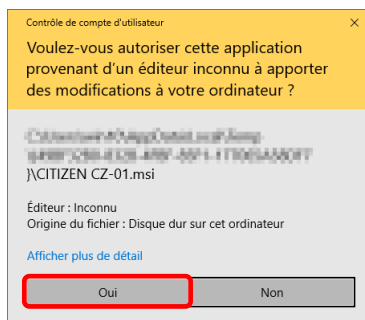 Contrôle de compte d'utilisateur
Voulez-vous autoriser cette application
provenant d'un éditeur inconnu à apporter
des modifications à votre ordinateur ?
}\CITIZEN CZ-01.msi
Éditeur : Inconnu
Origine du fichier : Disque dur sur cet ordinateur
Afficher plus de détail
Oui
Non